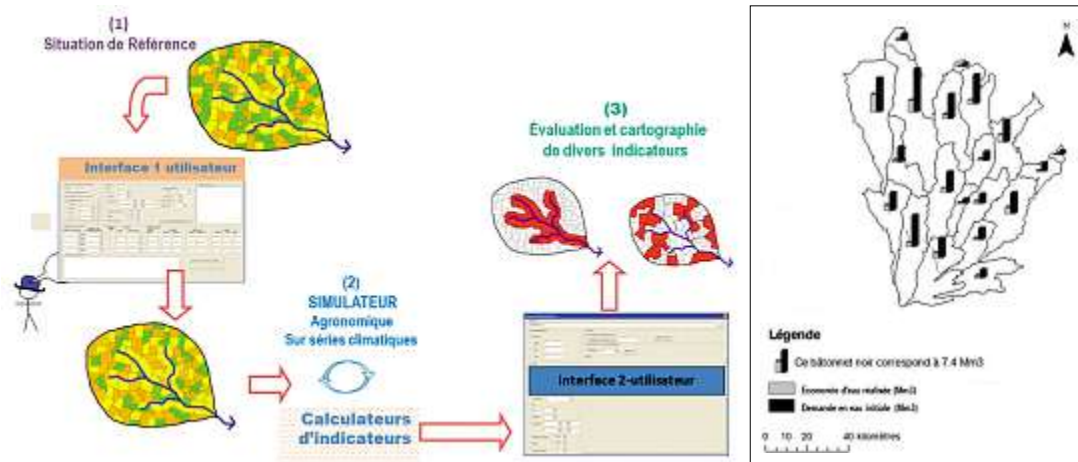 (1)
Situation de Référence
Interface 1 utilisateur
(2)
SIMULATEUR
Agronomique
Sur séries climatiques
Calculateurs
d'indicateurs
(3)
Évaluation et cartographie
de divers indicateurs
Interface 2-utilisateur
N
Légende
Ce bâtonnet noir correspond à 7.4 Mm3
Économie d'eau réalisée (Mm3)
Demande en eau initiale (Mm3)
0 10 20 40 kilomètres